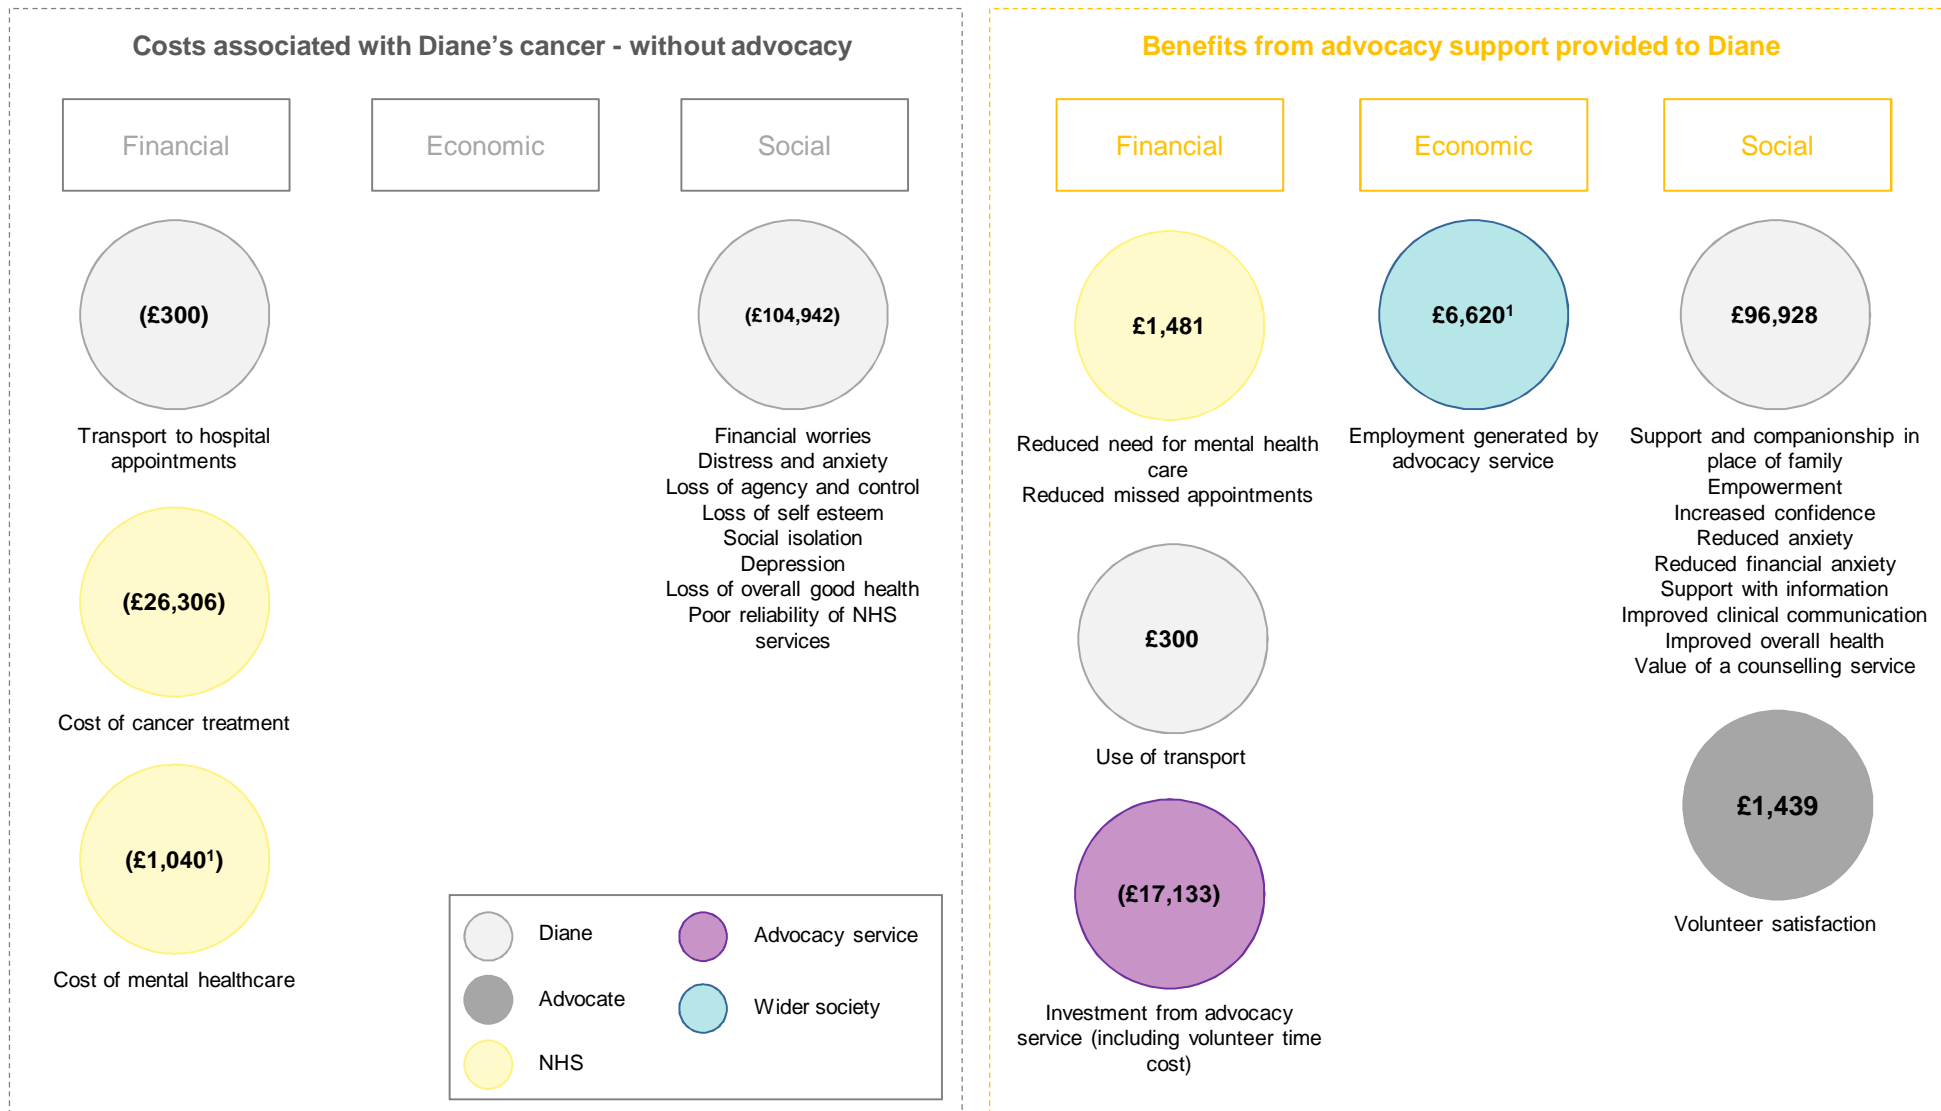 Costs associated with Diane’s cancer - without advocacy
Financial
Economic
Social
(£300)
Transport to hospital
appointments
(£26,306)
Cost of cancer treatment
(£1,040¹)
Cost of mental healthcare
(£104,942)
Financial worries
Distress and anxiety
Loss of agency and control
Loss of self esteem
Social isolation
Depression
Loss of overall good health
Poor reliability of NHS
services
Diane
Advocate
NHS
Advocacy service
Wider society
Benefits from advocacy support provided to Diane
Financial
Economic
Social
£1,481
Reduced need for mental health
care
Reduced missed appointments
£300
Use of transport
(£17,133)
Investment from advocacy
service (including volunteer time
cost)
£6,620¹
Employment generated by
advocacy service
£96,928
Support and companionship in
place of family
Empowerment
Increased confidence
Reduced anxiety
Reduced financial anxiety
Support with information
Improved clinical communication
Improved overall health
Value of a counselling service
£1,439
Volunteer satisfaction